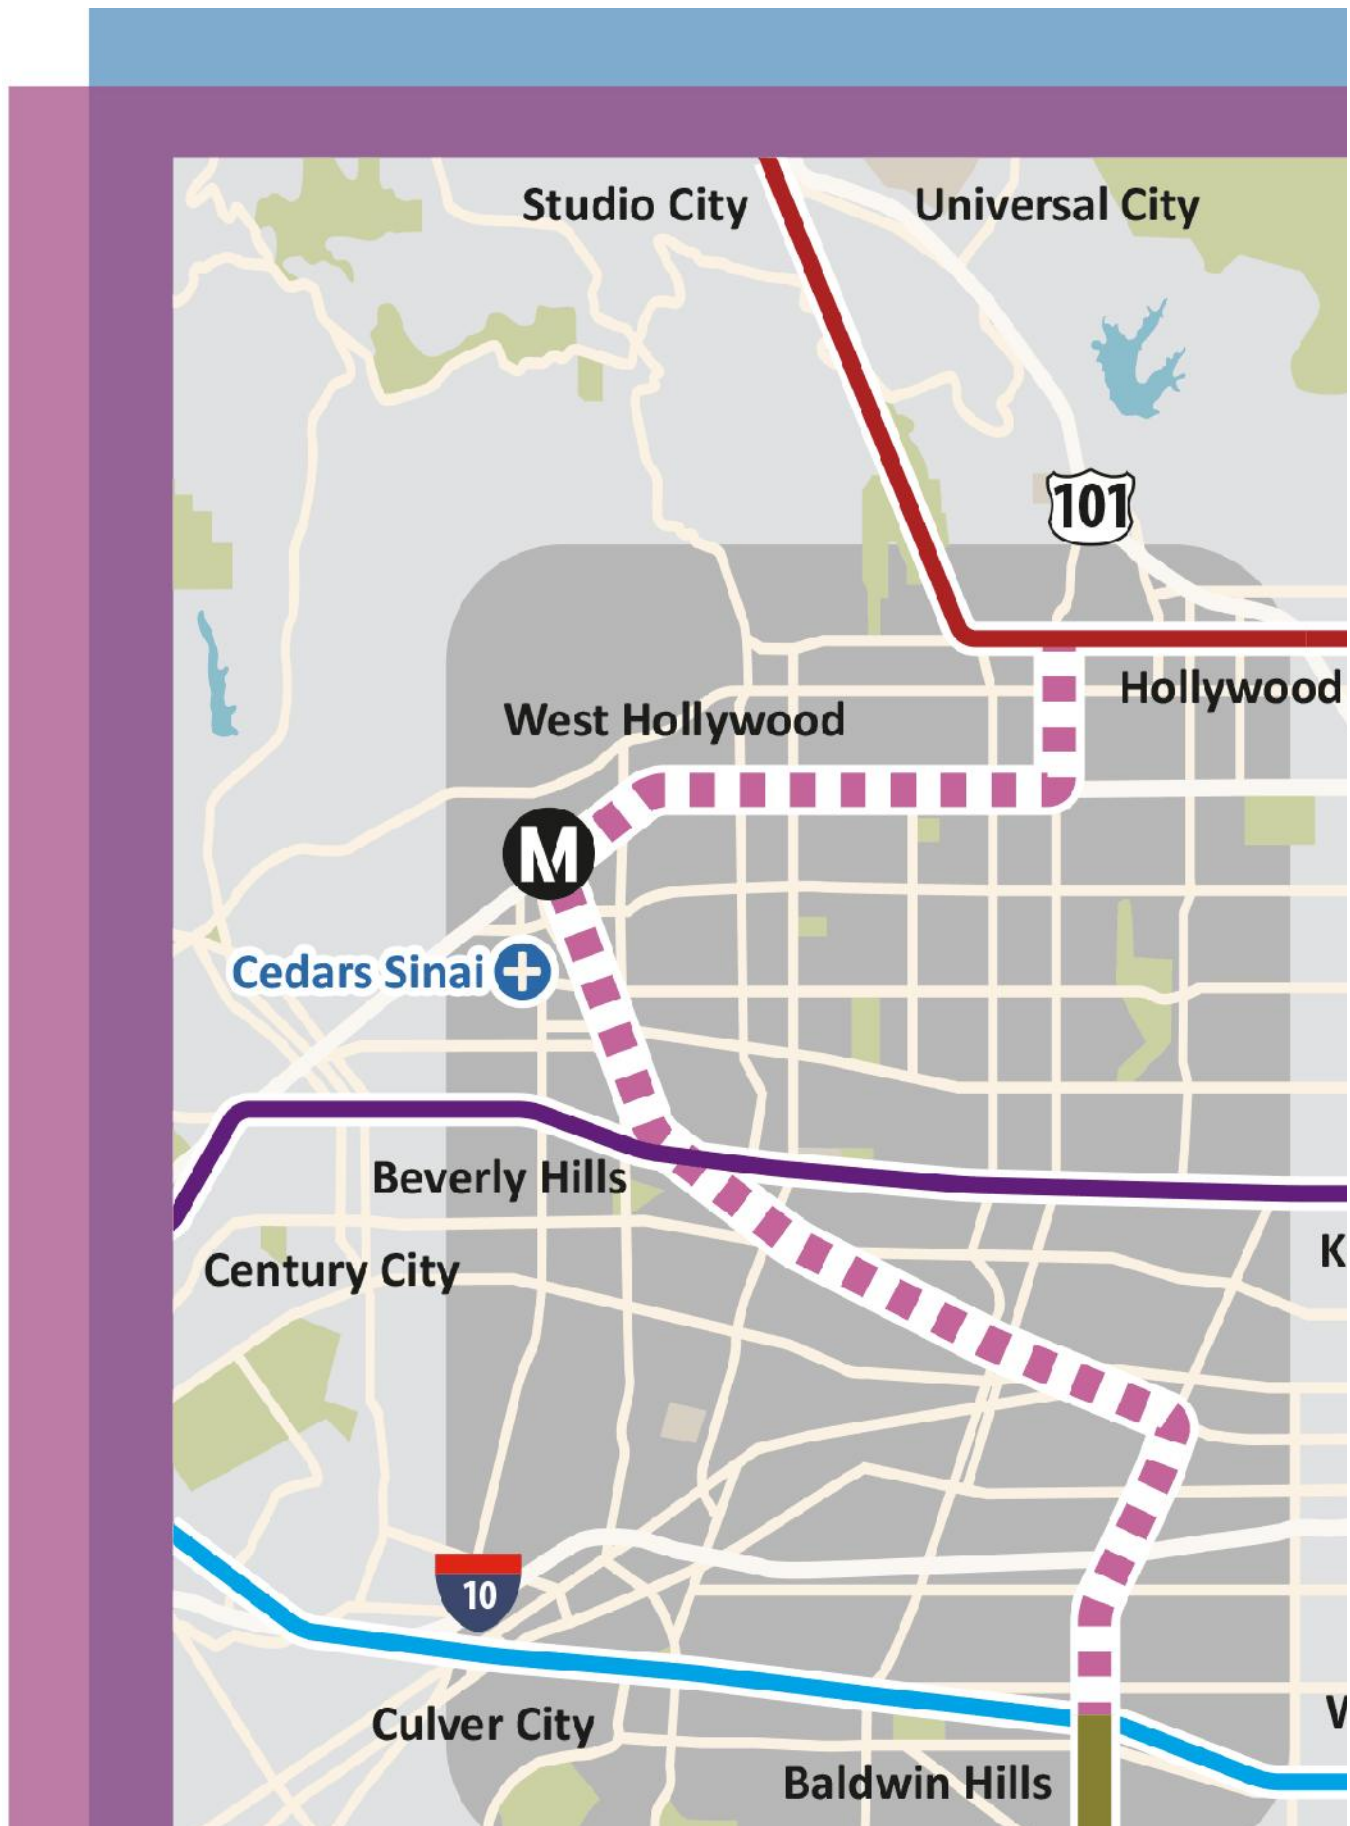 Studio City
Universal City
101
Hollywood
West Hollywood
M
Cedars Sinai
Beverly Hills
K
Century City
10
Culver City
Baldwin Hills